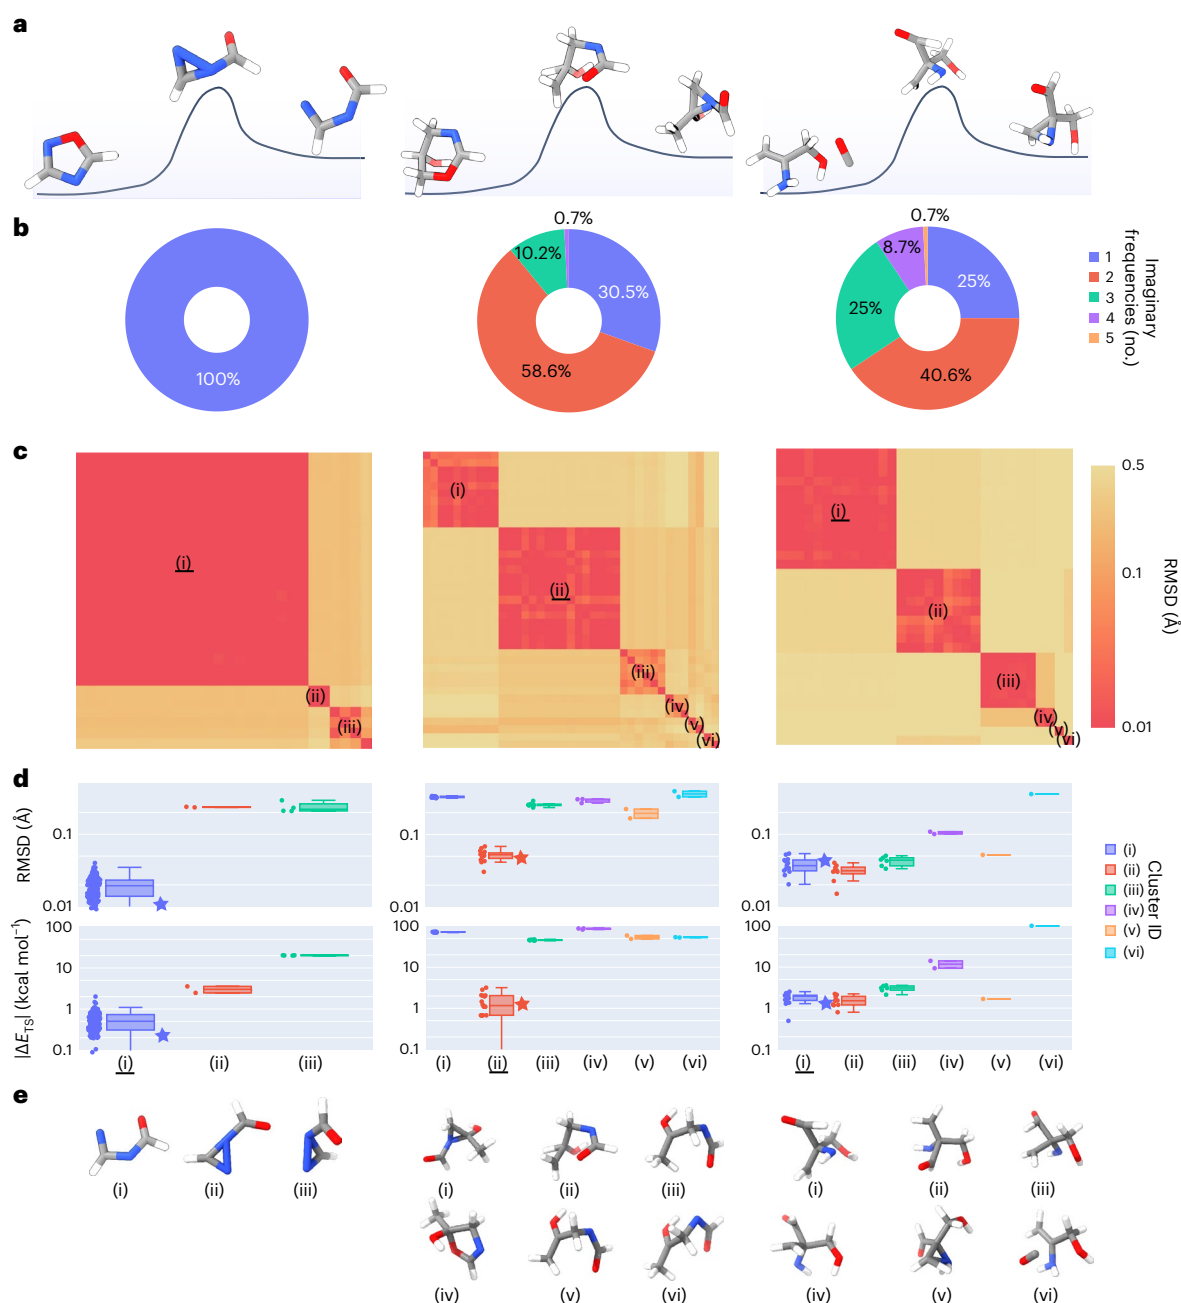 a
b
0.7%
10.2%
30.5%
58.6%
100%
0.7%
8.7%
25%
25%
40.6%
Imaginary
frequencies (no.)
1
2
3
4
5
c
(i)
(ii)
(iii)
(i)
(ii)
(iii)
(iv)
(v)
(vi)
(i)
(ii)
(iii)
(iv)
(v)
(vi)
0.5
0.1
0.01
RMSD (Å)
d
RMSD (Å)
0.1
0.01
0.1
0.01
0.1
0.01
|ΔE_TS| (kcal mol⁻¹)
100
10
1
0.1
100
10
1
0.1
100
10
1
0.1
(i) (ii) (iii)
(i) (ii) (iii) (iv) (v) (vi)
(i) (ii) (iii) (iv) (v) (vi)
Cluster ID
(i)
(ii)
(iii)
(iv)
(v)
(vi)
e
(i) (ii) (iii)
(i) (ii) (iii)
(iv) (v) (vi)
(i) (ii) (iii)
(iv) (v) (vi)